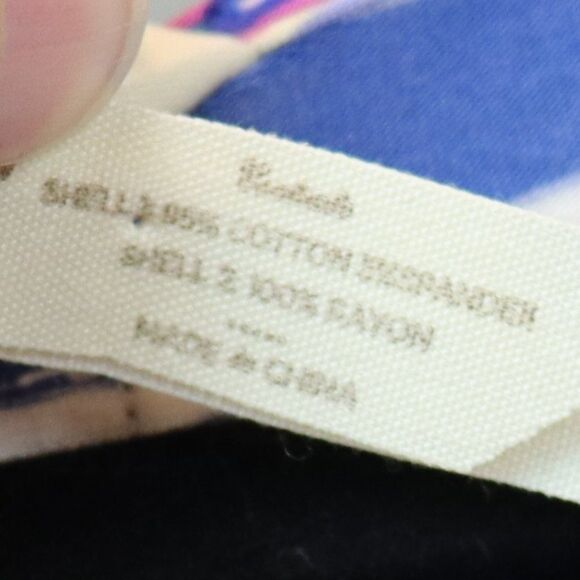 SHELL 1 95% COTTON 5% SPANDEX
SHELL 2 100% RAYON
MADE IN CHINA